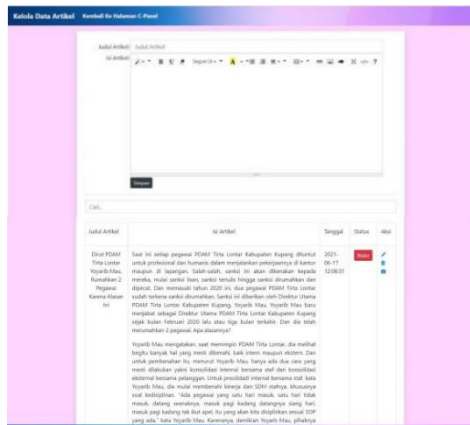 Kelola Data Artikel Kembali Ke Halaman C-Panel
Judul Artikel: Judul Artikel
Isi Artikel:
Simpan
Cari...
Judul Artikel Isi Artikel Tanggal Status Aksi
Dirut PDAM
Tirta Lontar
Yoyarib Mau,
Rumahkan 2
Pegawai
Karena Alasan
Ini
2021-
06-17
12:06:31
Saat ini setiap pegawai PDAM Tirta Lontar Kabupaten Kupang dituntut
untuk profesional dan humanis dalam menjalankan pekerjaannya di kantor
maupun di lapangan. Salah-salah, sanksi ini akan dikenakan kepada
mereka, mulai sanksi lisan, sanksi tertulis hingga sanksi dirumahkan dan
dipecat. Dan memasuki tahun 2020 ini, dua pegawai PDAM Tirta Lontar
sudah terkena sanksi dirumahkan. Sanksi ini diberikan oleh Direktur Utama
PDAM Tirta Lontar Kabupaten Kupang, Yoyarib Mau. Yoyarib Mau baru
menjabat sebagai Direktur Utama PDAM Tirta Lontar Kabupaten Kupang
sejak bulan Februari 2020 lalu atau tiga bulan terkahir. Dan dia telah
merumahkan 2 pegawai. Apa alasannya?
Yoyarib Mau mengatakan, saat memimpin PDAM Tirta Lontar, dia melihat
begitu banyak hal yang mesti dibenahi, baik intern maupun ekstern. Dan
untuk pembenahan itu, menurut Yoyarib Mau, hanya ada dua cara yang
mesti dilakukan yakni konsolidasi internal bersama staf dan konsolidasi
eksternal bersama pelanggan. Untuk konsolidasi internal bersama staf, kata
Yoyarib Mau, dia mulai membenahi kinerja dan SDM stafnya, khususnya
soal kedisiplinan. "Ada pegawai yang satu hari masuk, satu hari tidak
masuk, datang seenaknya, masuk pagi kadang datangnya siang hari,
masuk pagi kadang tak ikut apel, itu yang akan kita disiplinkan sesuai SOP
yang ada," kata Yoyarib Mau. Karenanya, demikian Yoyarib Mau, pihaknya